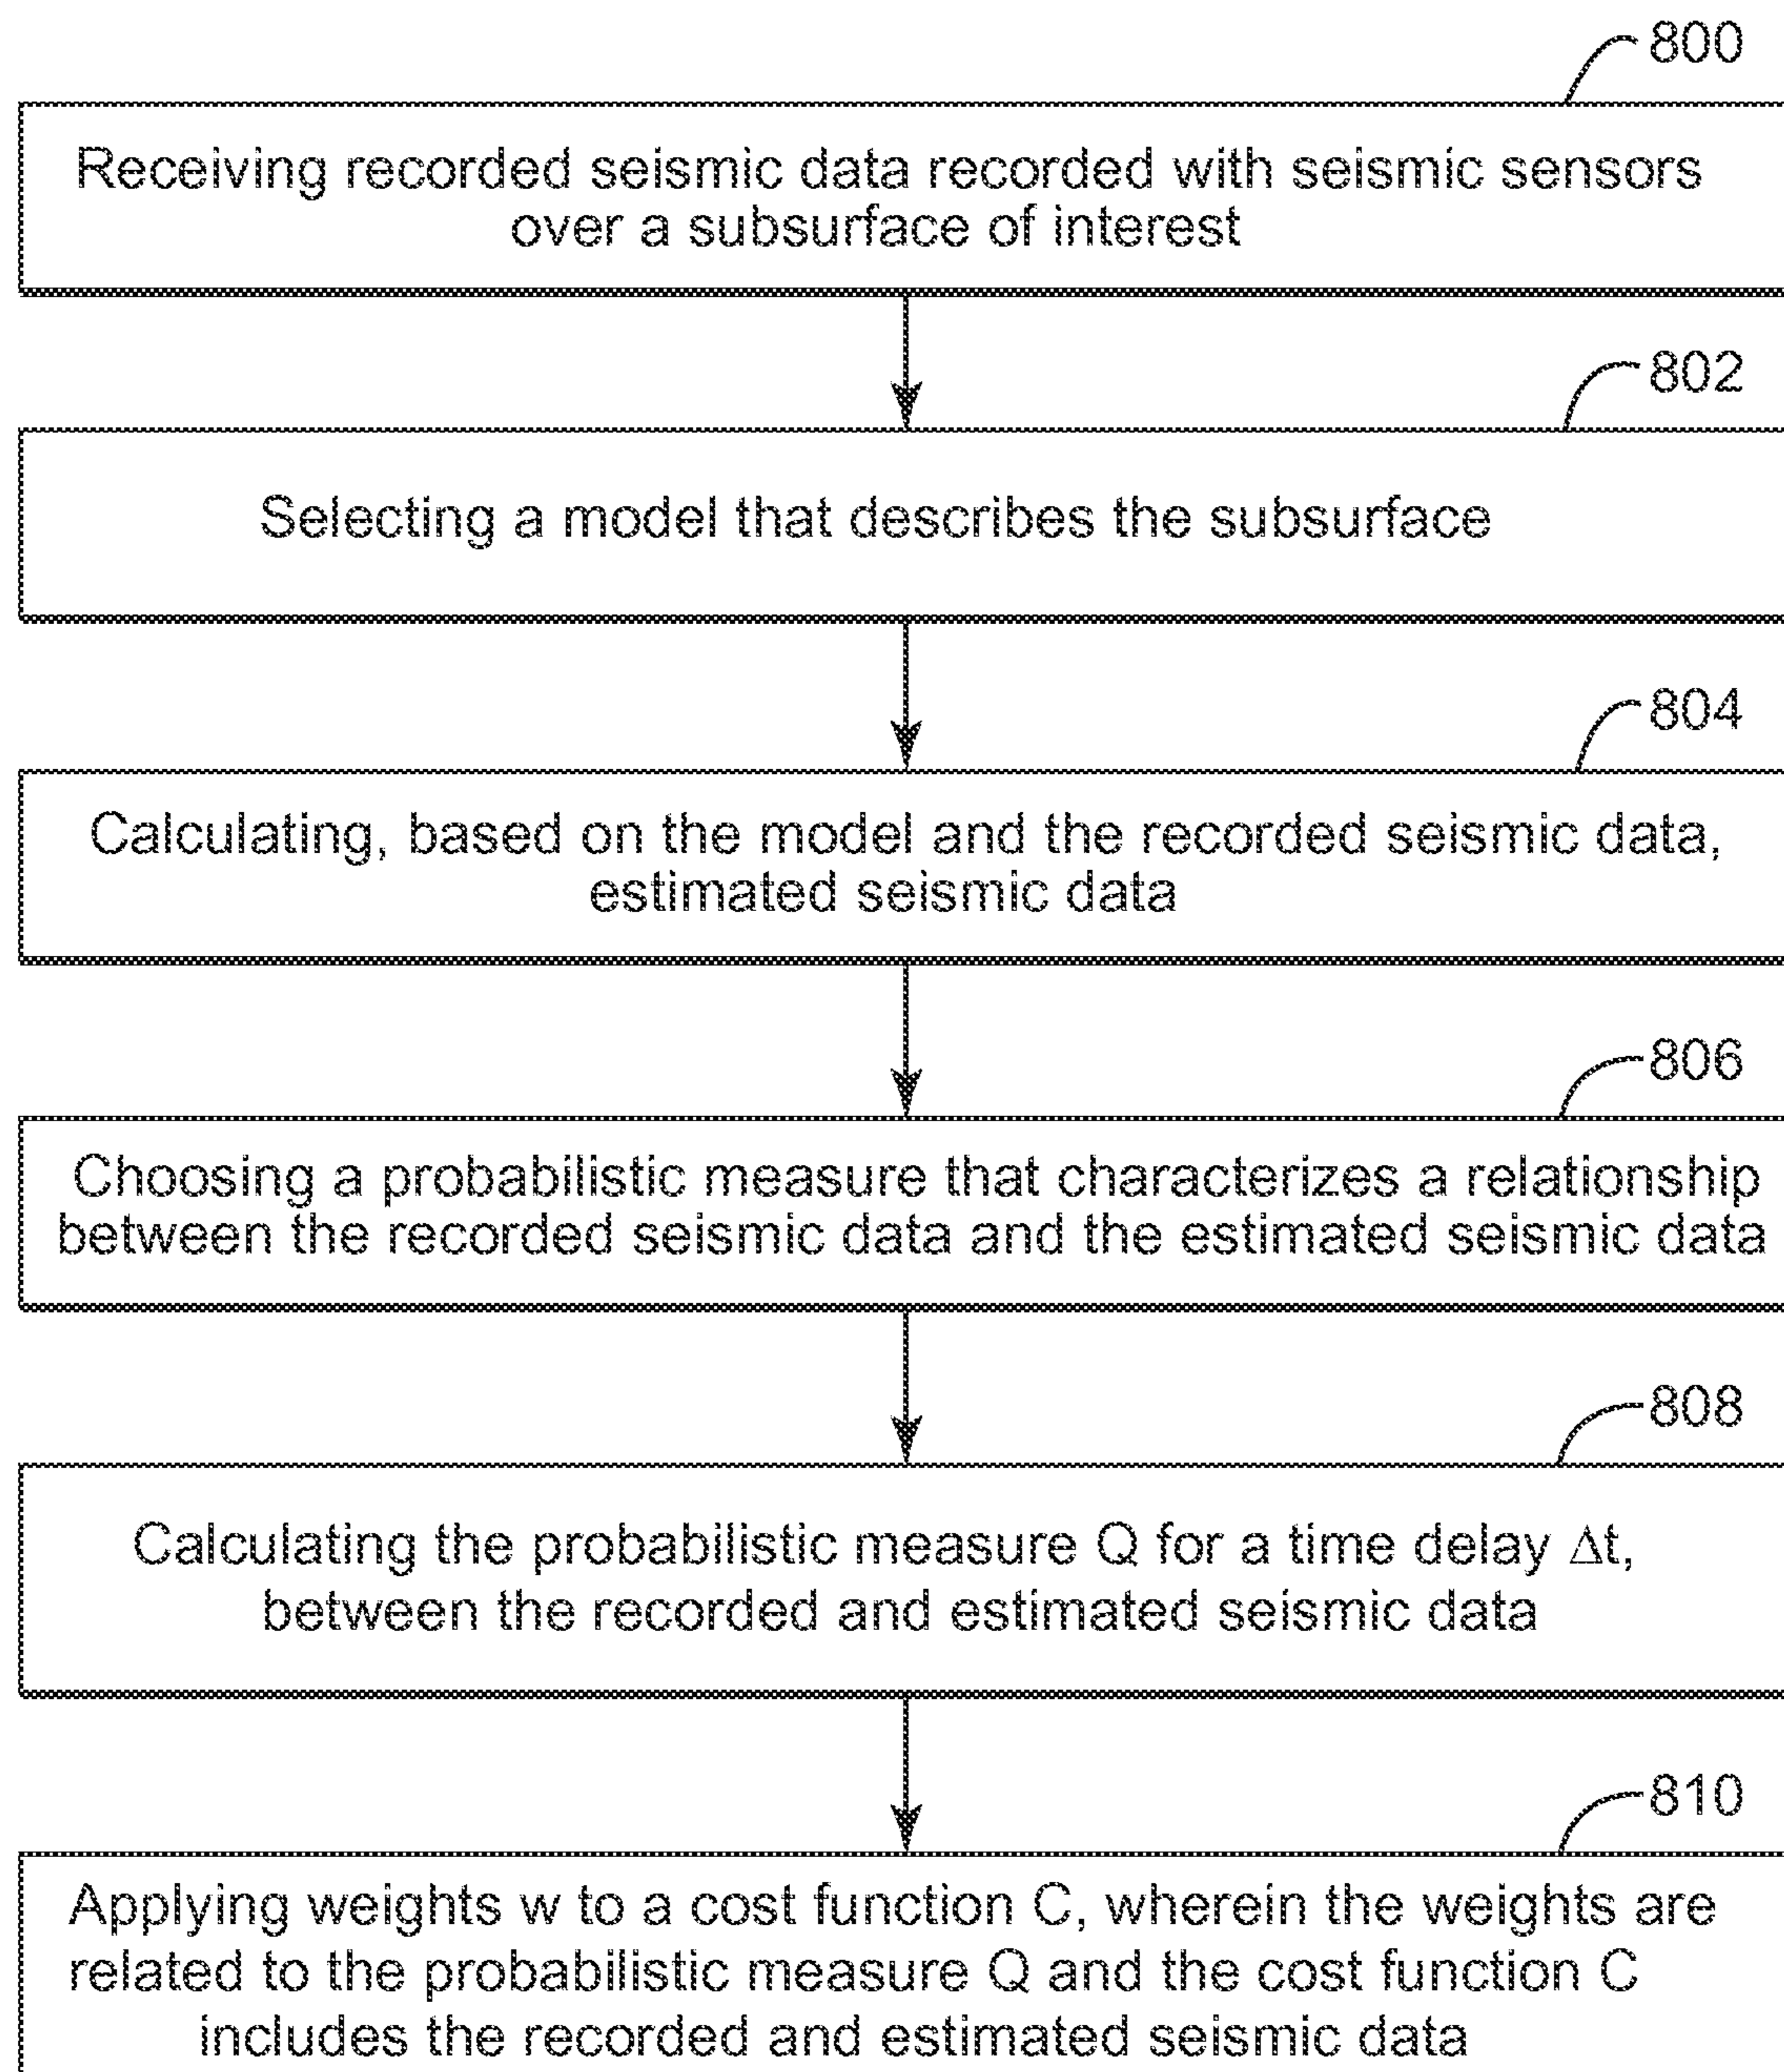 800
Receiving recorded seismic data recorded with seismic sensors
over a subsurface of interest
802
Selecting a model that describes the subsurface
804
Calculating, based on the model and the recorded seismic data,
estimated seismic data
806
Choosing a probabilistic measure that characterizes a relationship
between the recorded seismic data and the estimated seismic data
808
Calculating the probabilistic measure Q for a time delay Δt,
between the recorded and estimated seismic data
810
Applying weights w to a cost function C, wherein the weights are
related to the probabilistic measure Q and the cost function C
includes the recorded and estimated seismic data